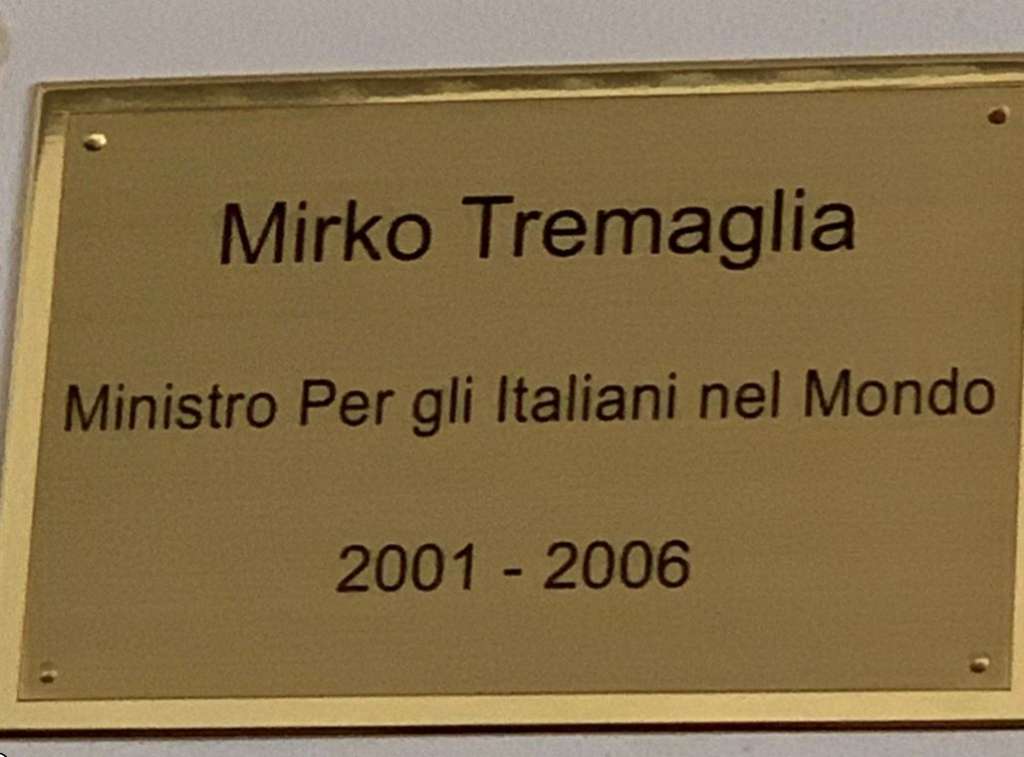 Mirko Tremaglia
Ministro Per gli Italiani nel Mondo
2001 - 2006